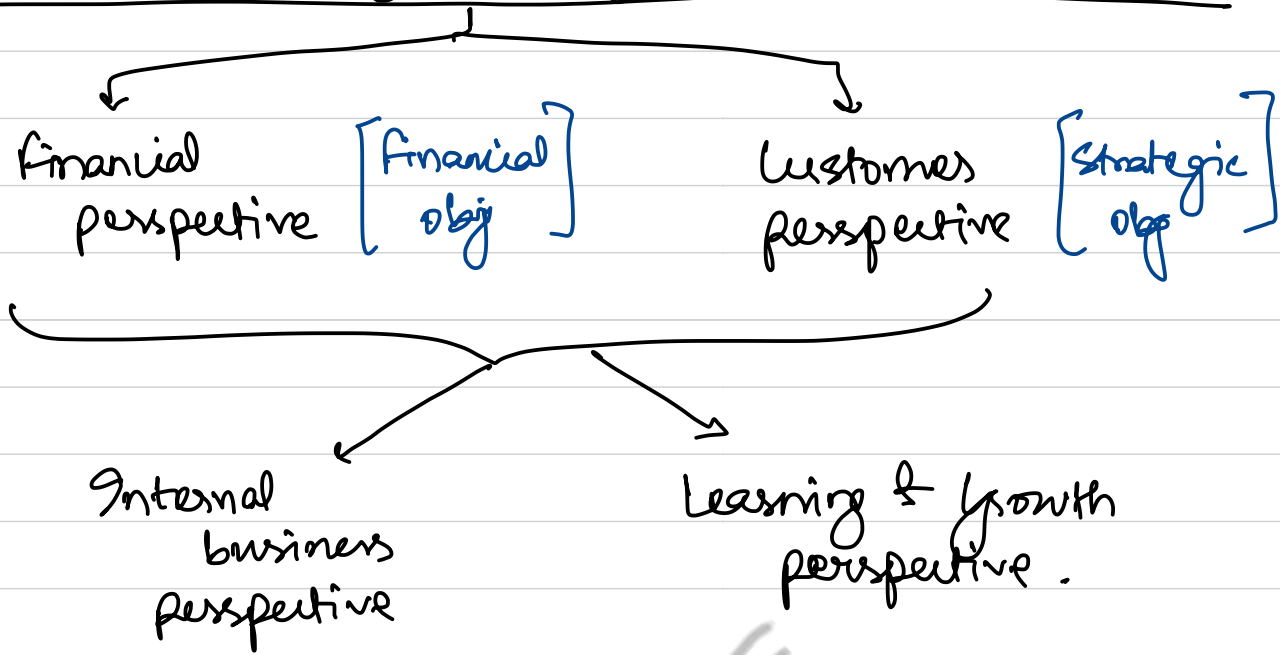 Financial
perspective
[Financial
obj]
Customer
perspective
[Strategic
obj]
Internal
business
perspective
Learning & Growth
perspective.